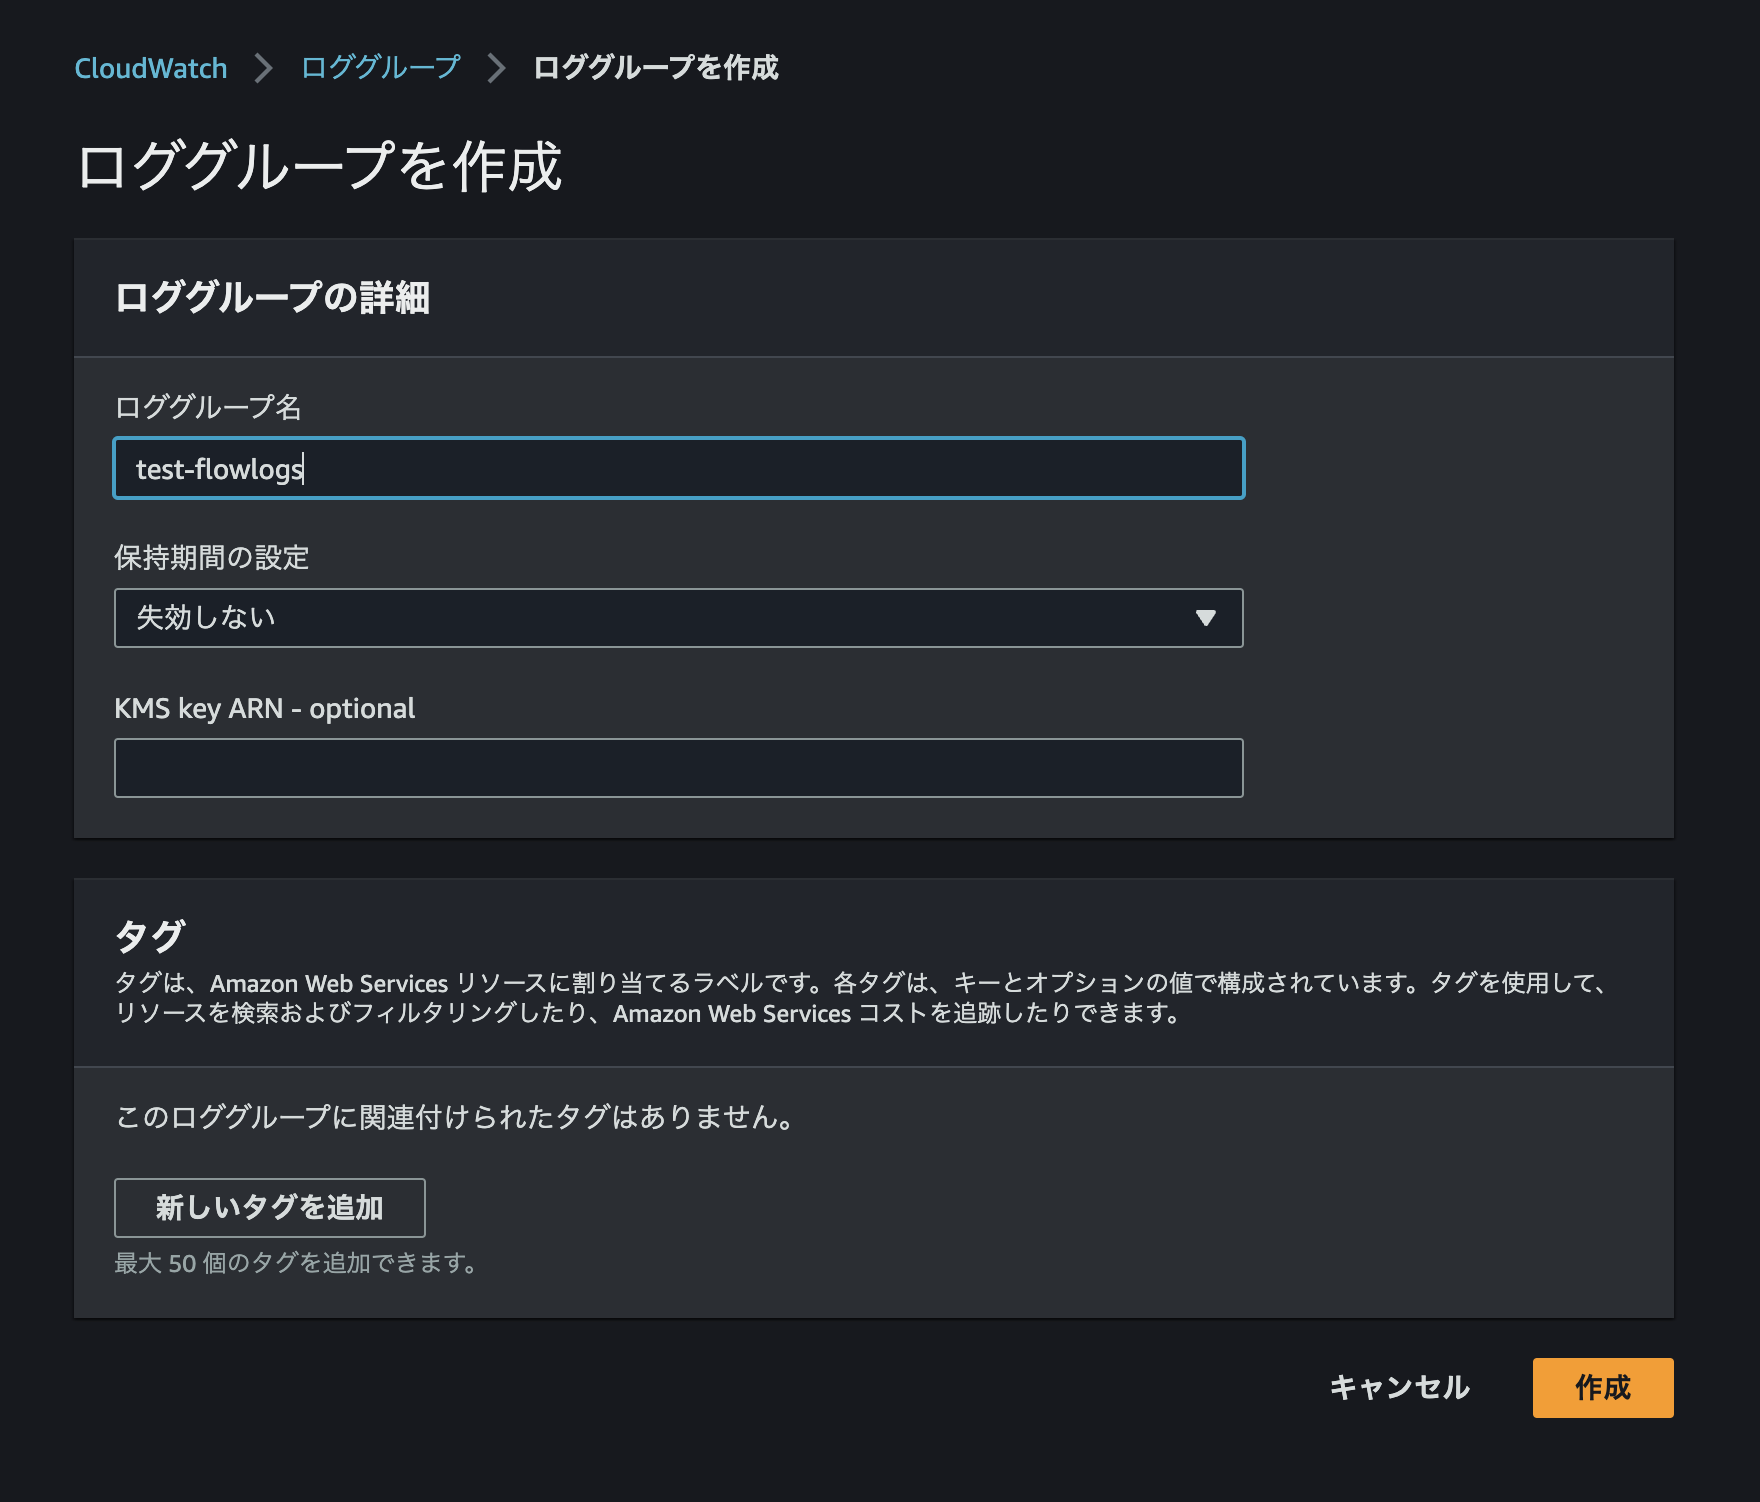 CloudWatch > ロググループ > ロググループを作成
ロググループを作成
ロググループの詳細
ロググループ名
test-flowlogs
保持期間の設定
失効しない
KMS key ARN - optional
タグ
タグは、Amazon Web Services リソースに割り当てるラベルです。各タグは、キーとオプションの値で構成されています。タグを使用して、
リソースを検索およびフィルタリングしたり、Amazon Web Services コストを追跡したりできます。
このロググループに関連付けられたタグはありません。
新しいタグを追加
最大 50 個のタグを追加できます。
キャンセル
作成